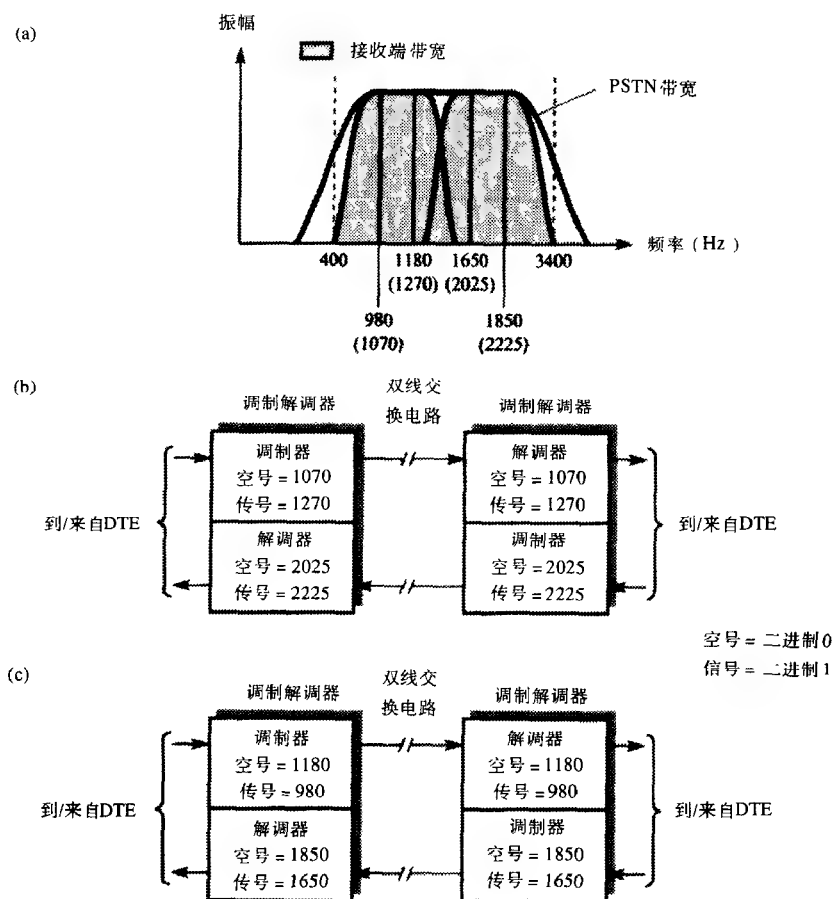 (a)
振幅
接收端带宽
PSTN带宽
频率（Hz）
400
1180
1650
3400
(1270)
(2025)
980
1850
(1070)
(2225)
(b)
双线交
换电路
调制解调器
调制解调器
调制器
空号=1070
传号=1270
解调器
空号=2025
传号=2225
解调器
空号=1070
传号=1270
调制器
空号=2025
传号=2225
到/来自DTE
到/来自DTE
空号=二进制0
信号=二进制1
(c)
双线交
换电路
调制解调器
调制解调器
调制器
空号=1180
传号=980
解调器
空号=1850
传号=1650
解调器
空号=1180
传号=980
调制器
空号=1850
传号=1650
到/来自DTE
到/来自DTE